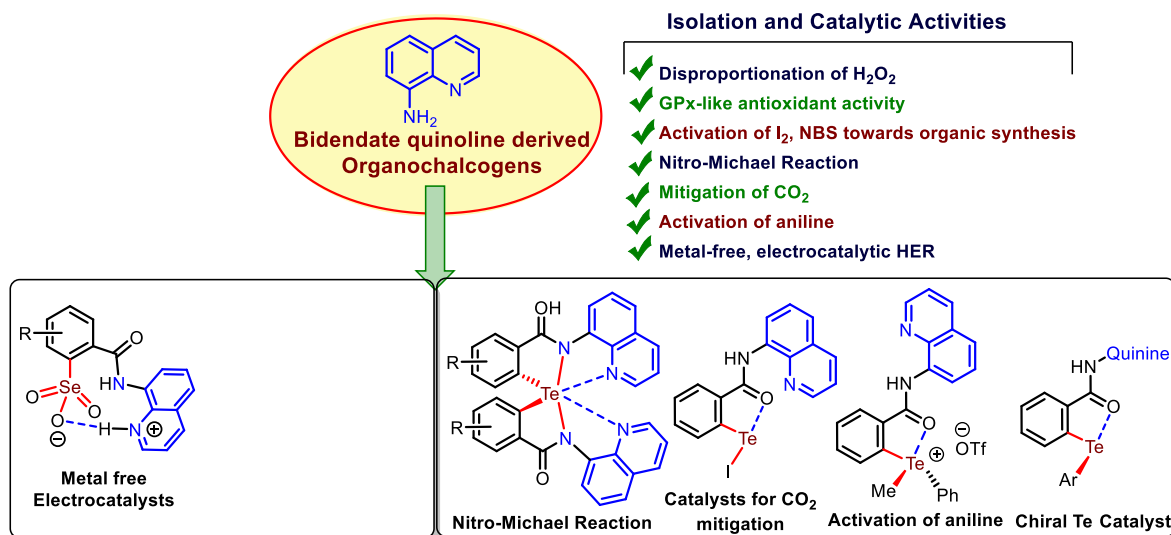 Isolation and Catalytic Activities
N
NH₂
Bidendate quinoline derived
Organochalcogens
Disproportionation of H₂O₂
GPx-like antioxidant activity
Activation of I₂, NBS towards organic synthesis
Nitro-Michael Reaction
Mitigation of CO₂
Activation of aniline
Metal-free, electrocatalytic HER
R
O
HN
O
Se
O
O
⊖
H
N
⊕
Metal free
Electrocatalysts
OH
R
N
N
Te
R
N
N
O
Nitro-Michael Reaction
HN
N
O
Te
I
Catalysts for CO₂
mitigation
N
HN
O
Te
⊕
⊖
OTf
Me
Ph
Activation of aniline
HN
Quinine
O
Te
Ar
Chiral Te Catalyst